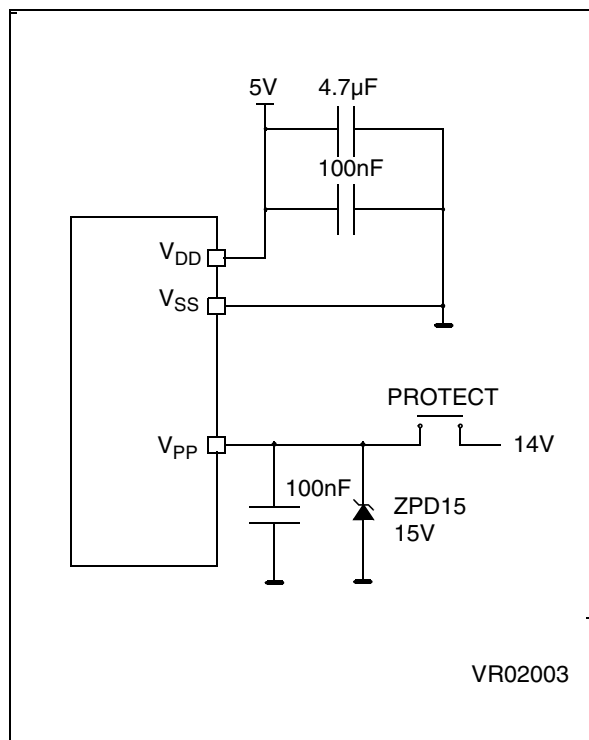 5V
4.7µF
100nF
VDD
VSS
PROTECT
VPP
14V
100nF
ZPD15
15V
VR02003